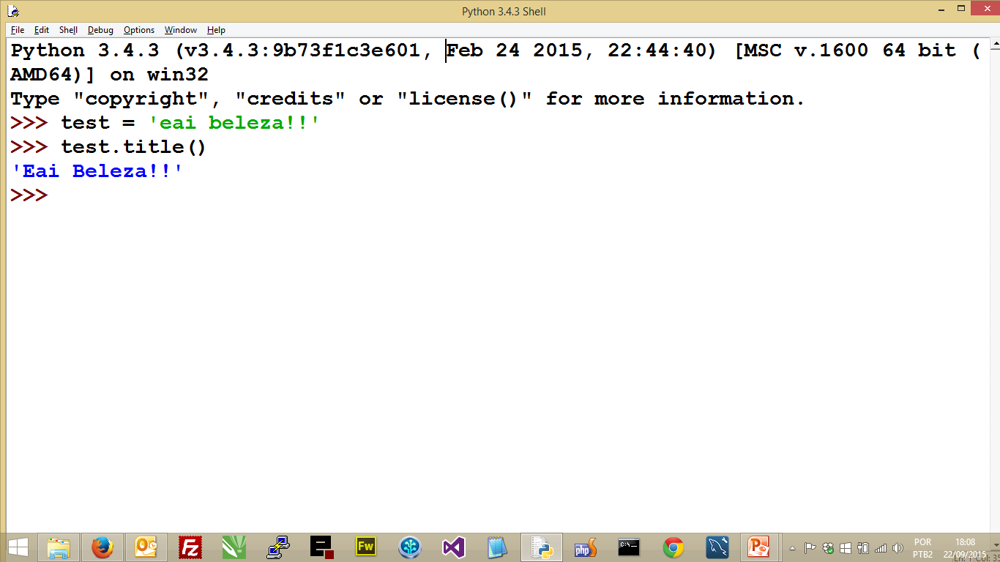 Python 3.4.3 Shell
File Edit Shell Debug Options Window Help
Python 3.4.3 (v3.4.3:9b73f1c3e601, Feb 24 2015, 22:44:40) [MSC v.1600 64 bit (
AMD64)] on win32
Type "copyright", "credits" or "license()" for more information.
>>> test = 'eai beleza!!'
>>> test.title()
'Eai Beleza!!'
>>>
Fz
Fw
php
C:\_
POR 18:08
PTB2 22/09/2015